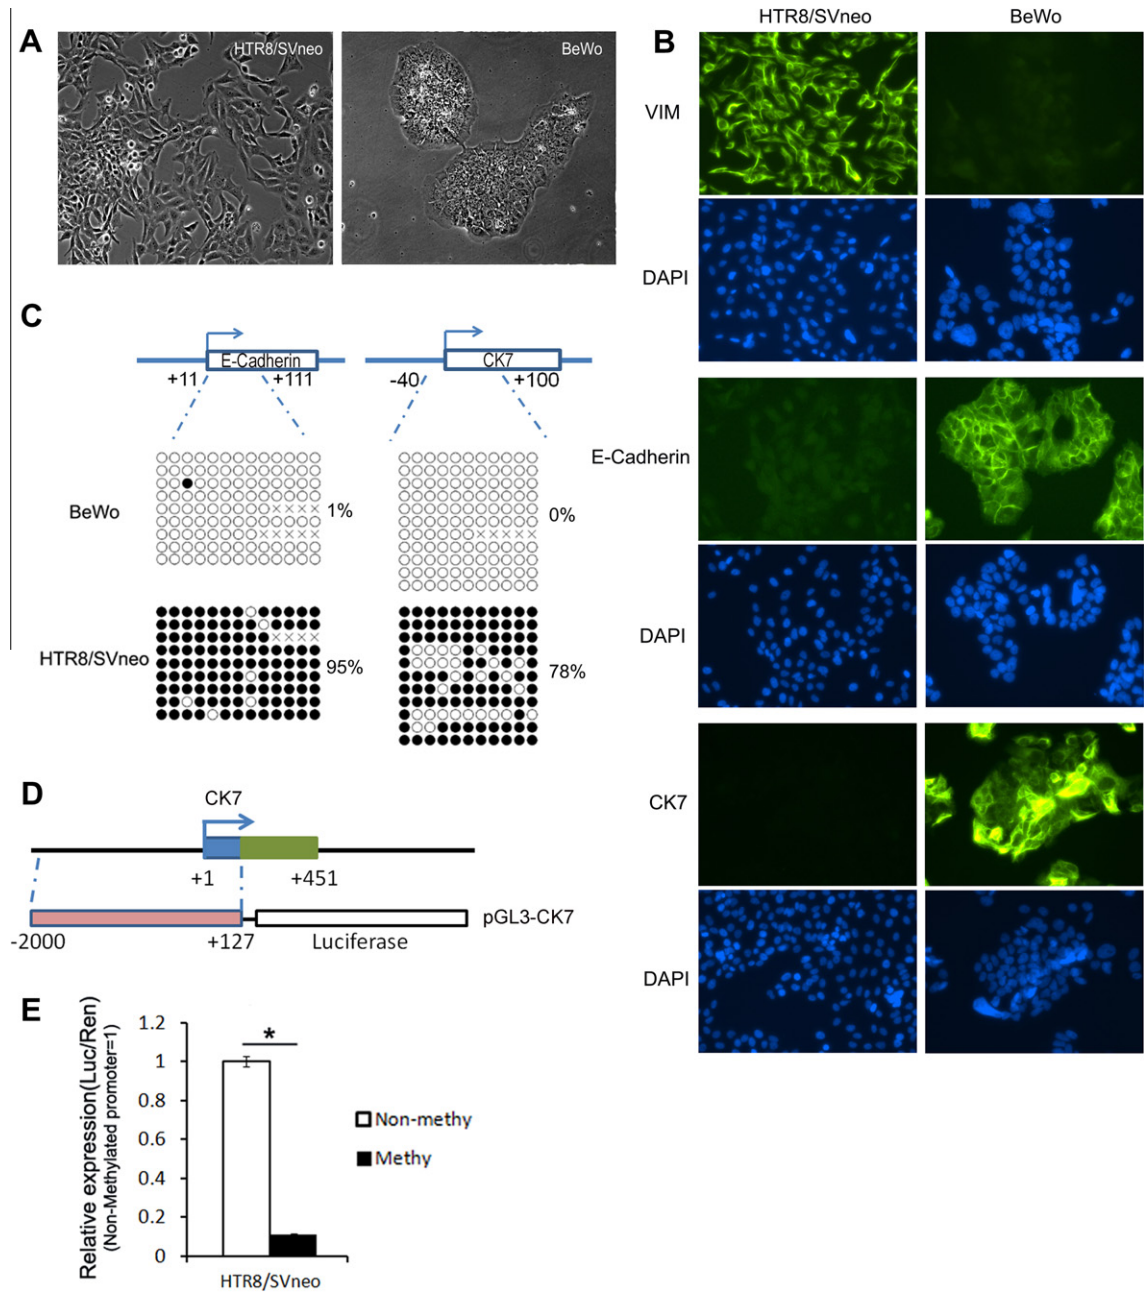 A
HTR8/SVneo
BeWo
B
HTR8/SVneo
BeWo
VIM
DAPI
E-Cadherin
DAPI
CK7
DAPI
C
E-Cadherin
+11
+111
CK7
-40
+100
BeWo
1%
0%
HTR8/SVneo
95%
78%
D
CK7
+1
+451
pGL3-CK7
-2000
+127
Luciferase
E
Relative expression(Luc/Ren)
(Non-Methylated promoter=1)
1.2
1
0.8
0.6
0.4
0.2
0
*
Non-methy
Methy
HTR8/SVneo